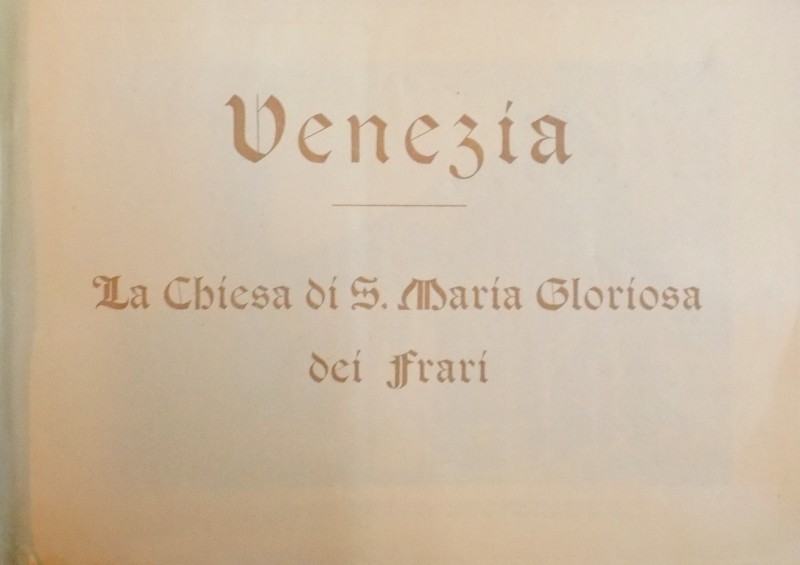 Venezia
La Chiesa di S. Maria Gloriosa
dei Frari